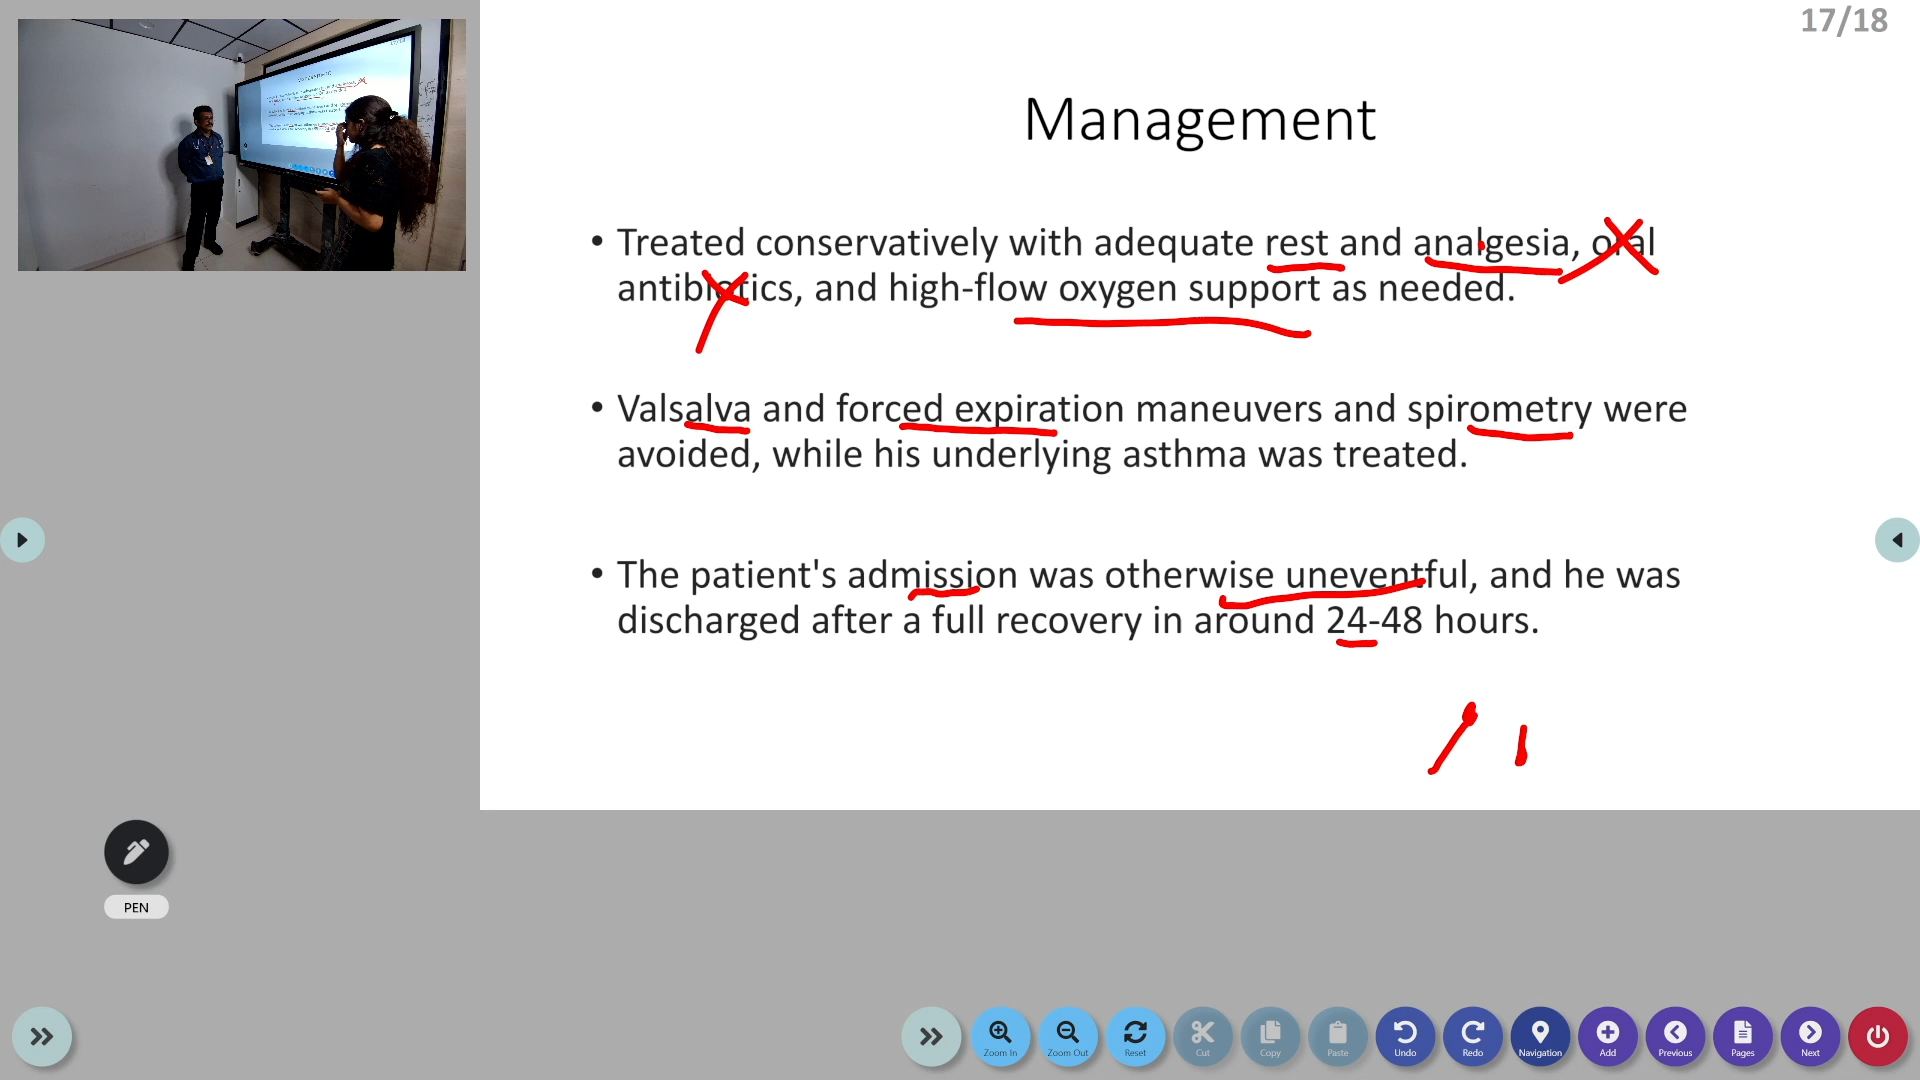 17/18
Management
• Treated conservatively with adequate rest and analgesia, oral
antibiotics, and high-flow oxygen support as needed.
• Valsalva and forced expiration maneuvers and spirometry were
avoided, while his underlying asthma was treated.
• The patient's admission was otherwise uneventful, and he was
discharged after a full recovery in around 24-48 hours.
PEN
Zoom In Zoom Out Reset Cut Copy Paste Undo Redo Navigation Add Previous Pages Next